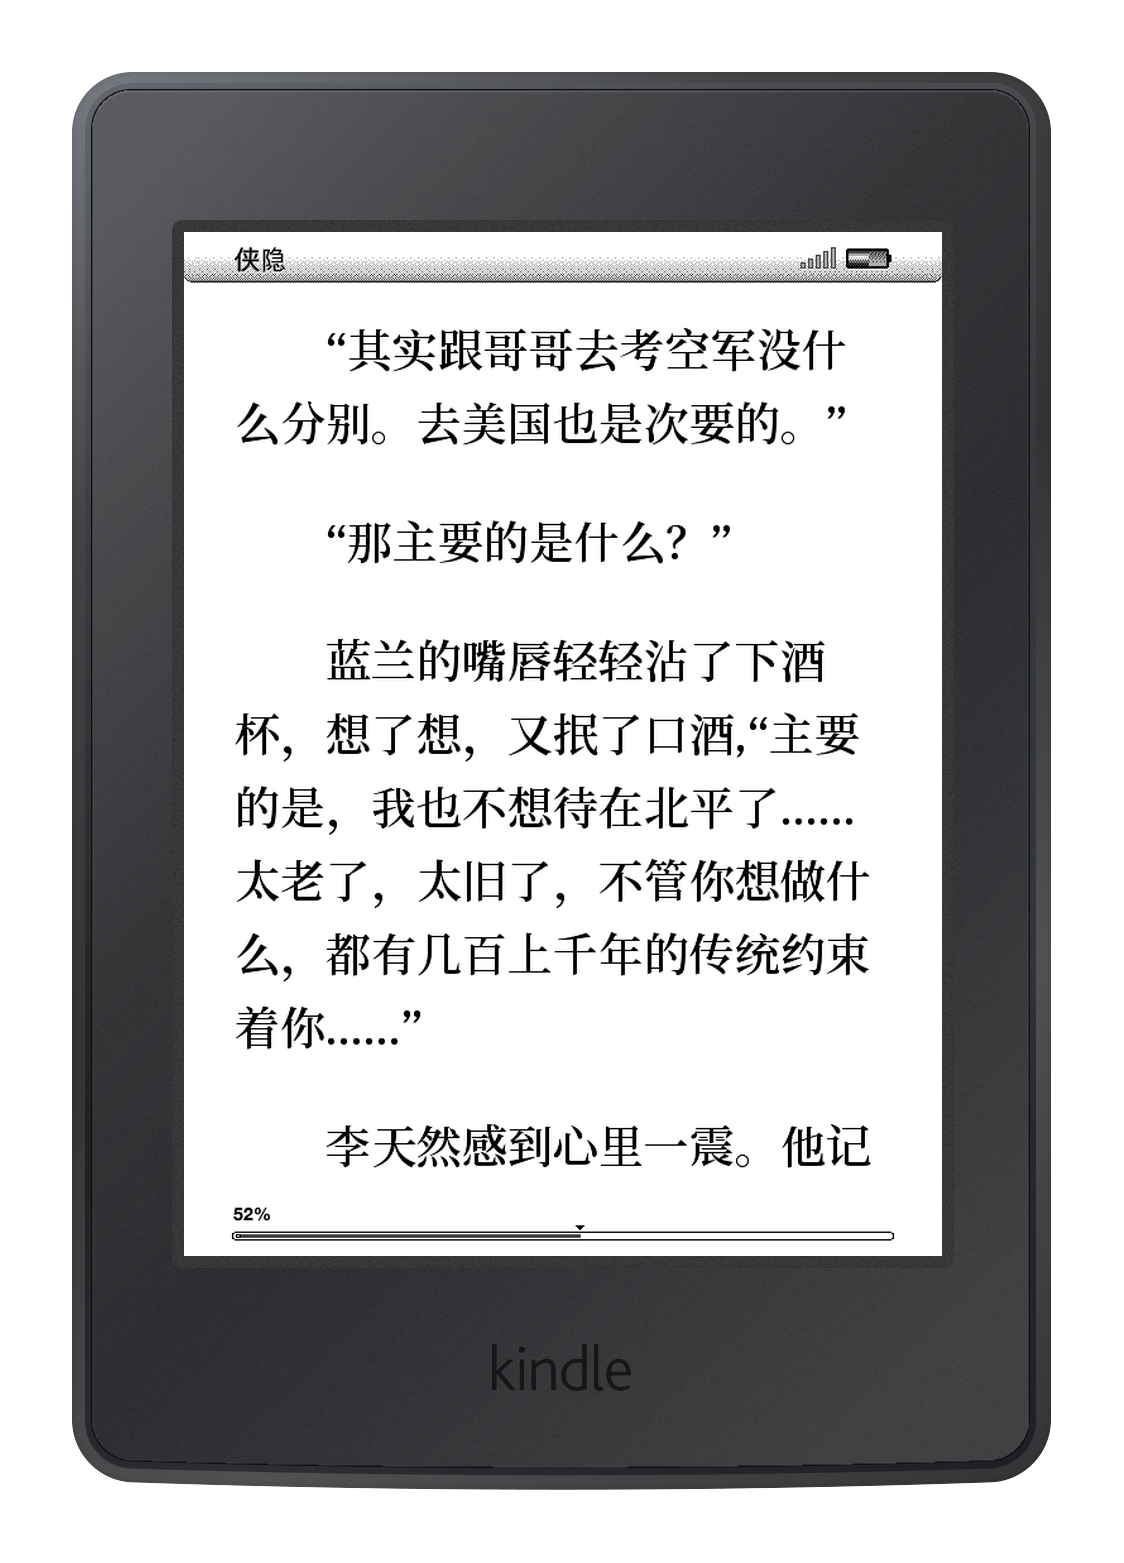 侠隐
“其实跟哥哥去考空军没什
么分别。去美国也是次要的。”
“那主要的是什么？”
蓝兰的嘴唇轻轻沾了下酒
杯，想了想，又抿了口酒,“主要
的是，我也不想待在北平了……
太老了，太旧了，不管你想做什
么，都有几百上千年的传统约束
着你……”
李天然感到心里一震。他记
52%
kindle